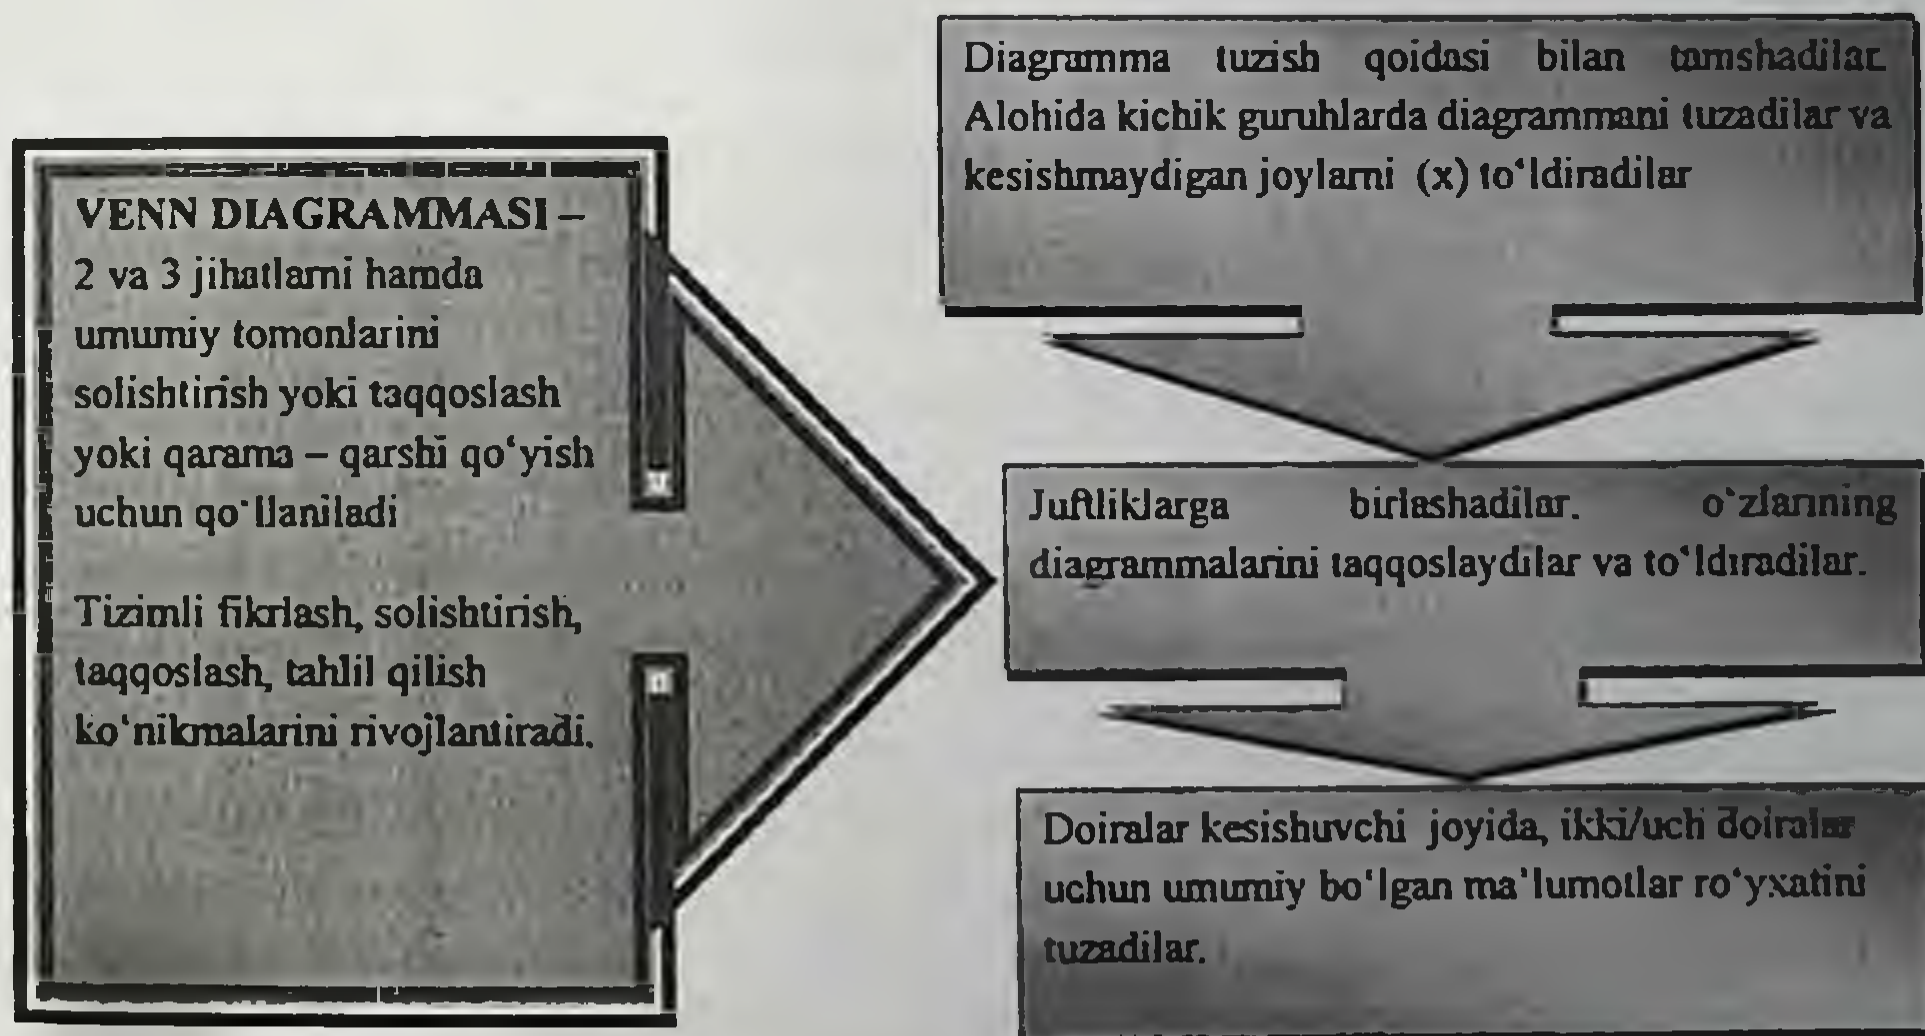 VENN DIAGRAMMASI –
2 va 3 jihatlarni hamda
umumiy tomonlarini
solishtirish yoki taqqoslash
yoki qarama – qarshi qo‘yish
uchun qo‘llaniladi
Tizimli fikrlash, solishtirish,
taqqoslash, tahlil qilish
ko‘nikmalarini rivojlantiradi.
Diagramma tuzish qoidasi bilan tanishadilar.
Alohida kichik guruhlarda diagrammani tuzadilar va
kesishmaydigan joylarni (x) to‘ldiradilar
Juftliklarga birlashadilar. o‘zlarining
diagrammalarini taqqoslaydilar va to‘ldiradilar.
Doiralar kesishuvchi joyida, ikki/uch doiralar
uchun umumiy bo‘lgan ma’lumotlar ro‘yxatini
tuzadilar.